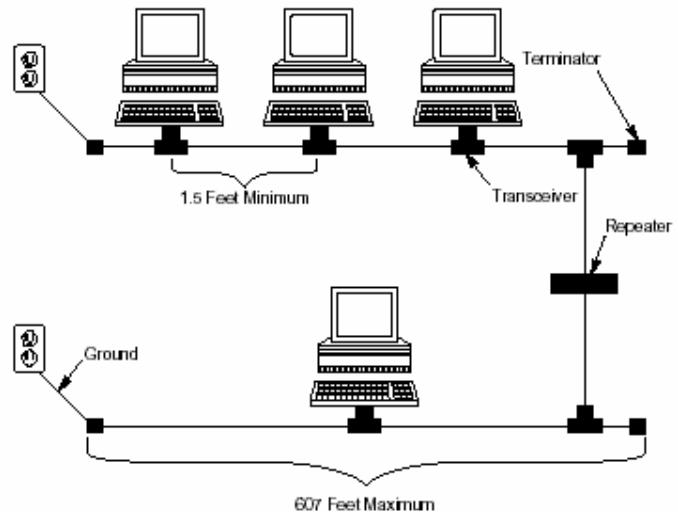 Terminator
1.5 Feet Minimum
Transceiver
Repeater
Ground
607 Feet Maximum